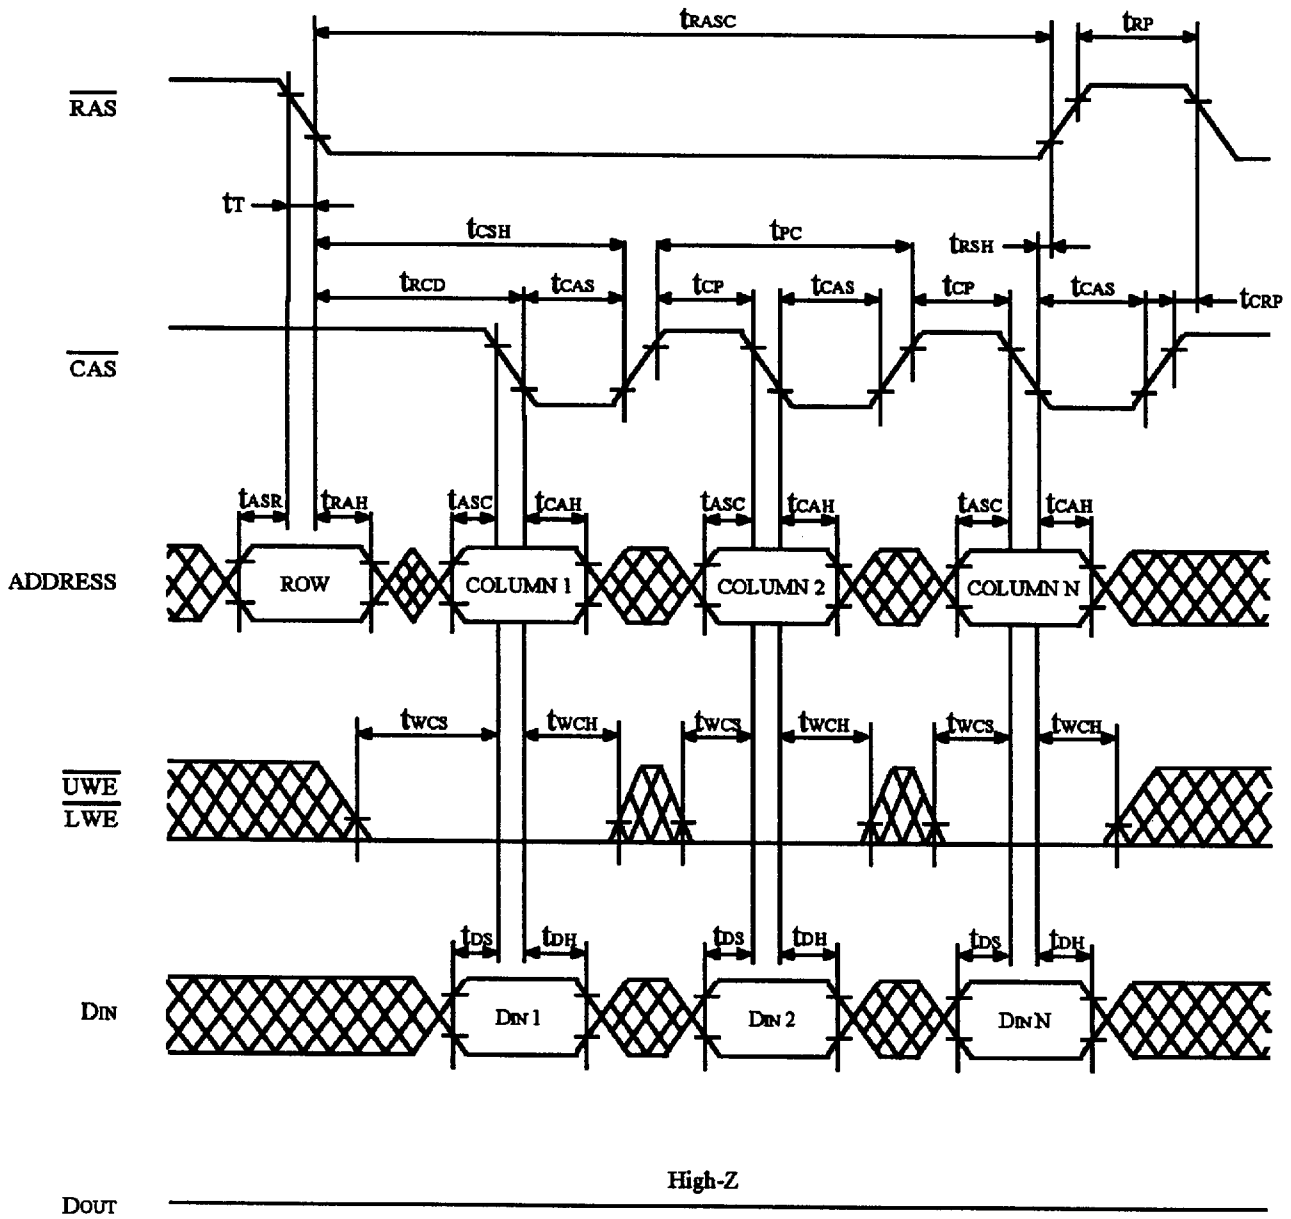 tRASC tRP
RAS
tT
tCSH tPC tRSH
tRCD tCAS tCP tCAS tCP tCAS tCRP
CAS
tASR tRAH tASC tCAH tASC tCAH tASC tCAH
ADDRESS ROW COLUMN 1 COLUMN 2 COLUMN N
tWCS tWCH tWCS tWCH tWCS tWCH
UWE
LWE
tDS tDH tDS tDH tDS tDH
DIN DIN 1 DIN 2 DIN N
High-Z
DOUT